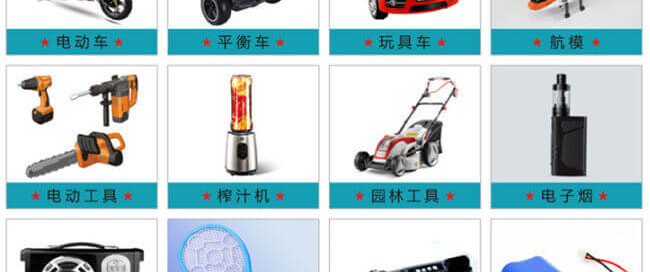 ★ 电动车 ★
★ 平衡车 ★
★ 玩具车 ★
★ 航模 ★
★ 电动工具 ★
★ 榨汁机 ★
★ 园林工具 ★
★ 电子烟 ★